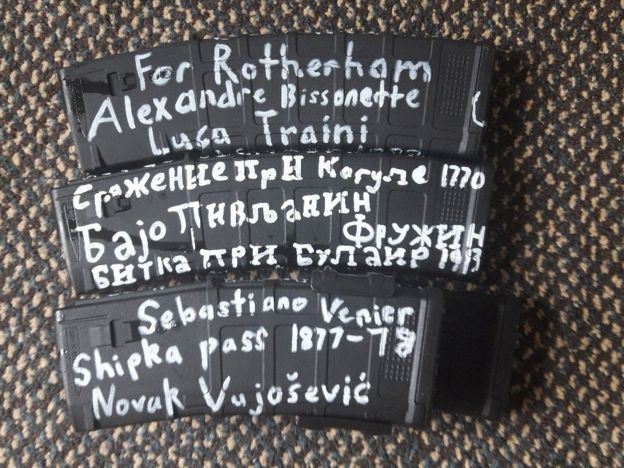 For Rotherham
Alexandre Bissonette
Luca Traini
Сражение при Кагуле 1770
Бајо Пивљанин
Фружин
Битка при Булаир 1913
Sebastiano Venier
Shipka pass 1877-78
Novak Vujošević